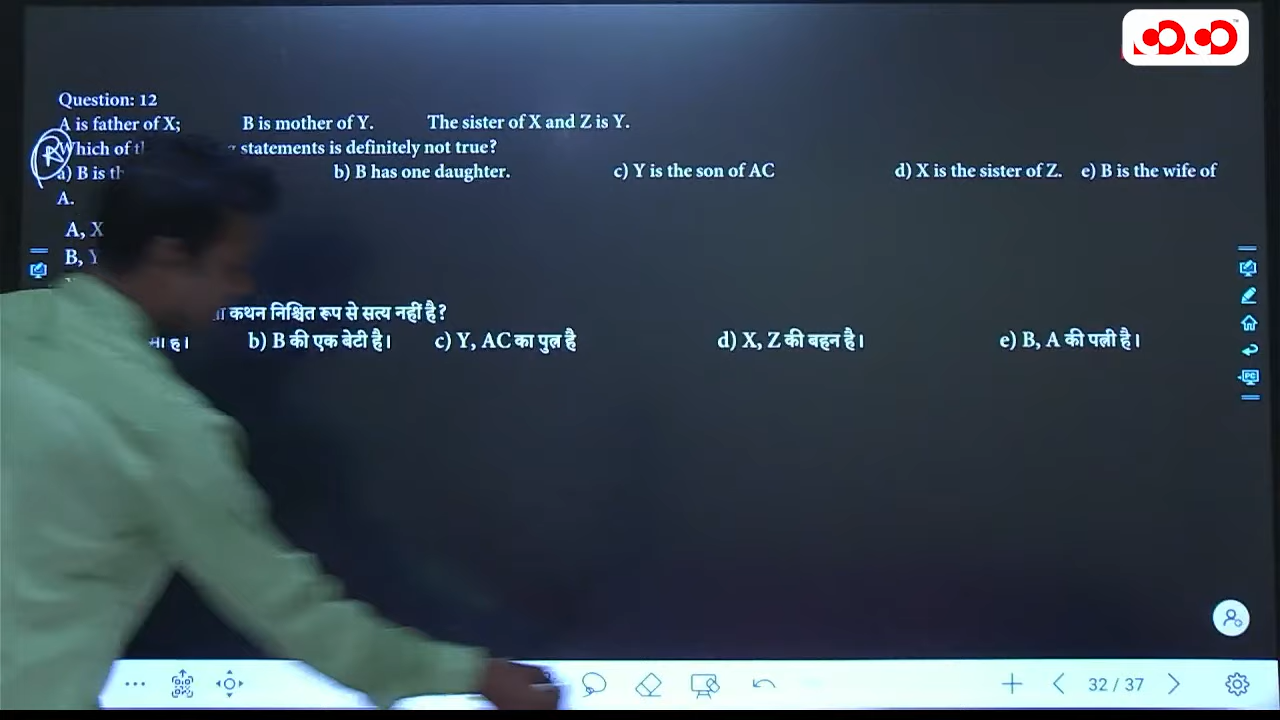 Question: 12
A is father of X; B is mother of Y. The sister of X and Z is Y.
Which of statements is definitely not true?
a) B is b) B has one daughter. c) Y is the son of AC d) X is the sister of Z. e) B is the wife of
A.
A, X
B, Y
कथन निश्चित रूप से सत्य नहीं है?
b) B की एक बेटी है। c) Y, AC का पुत्र है d) X, Z की बहन है। e) B, A की पत्नी है।
PC
32 / 37